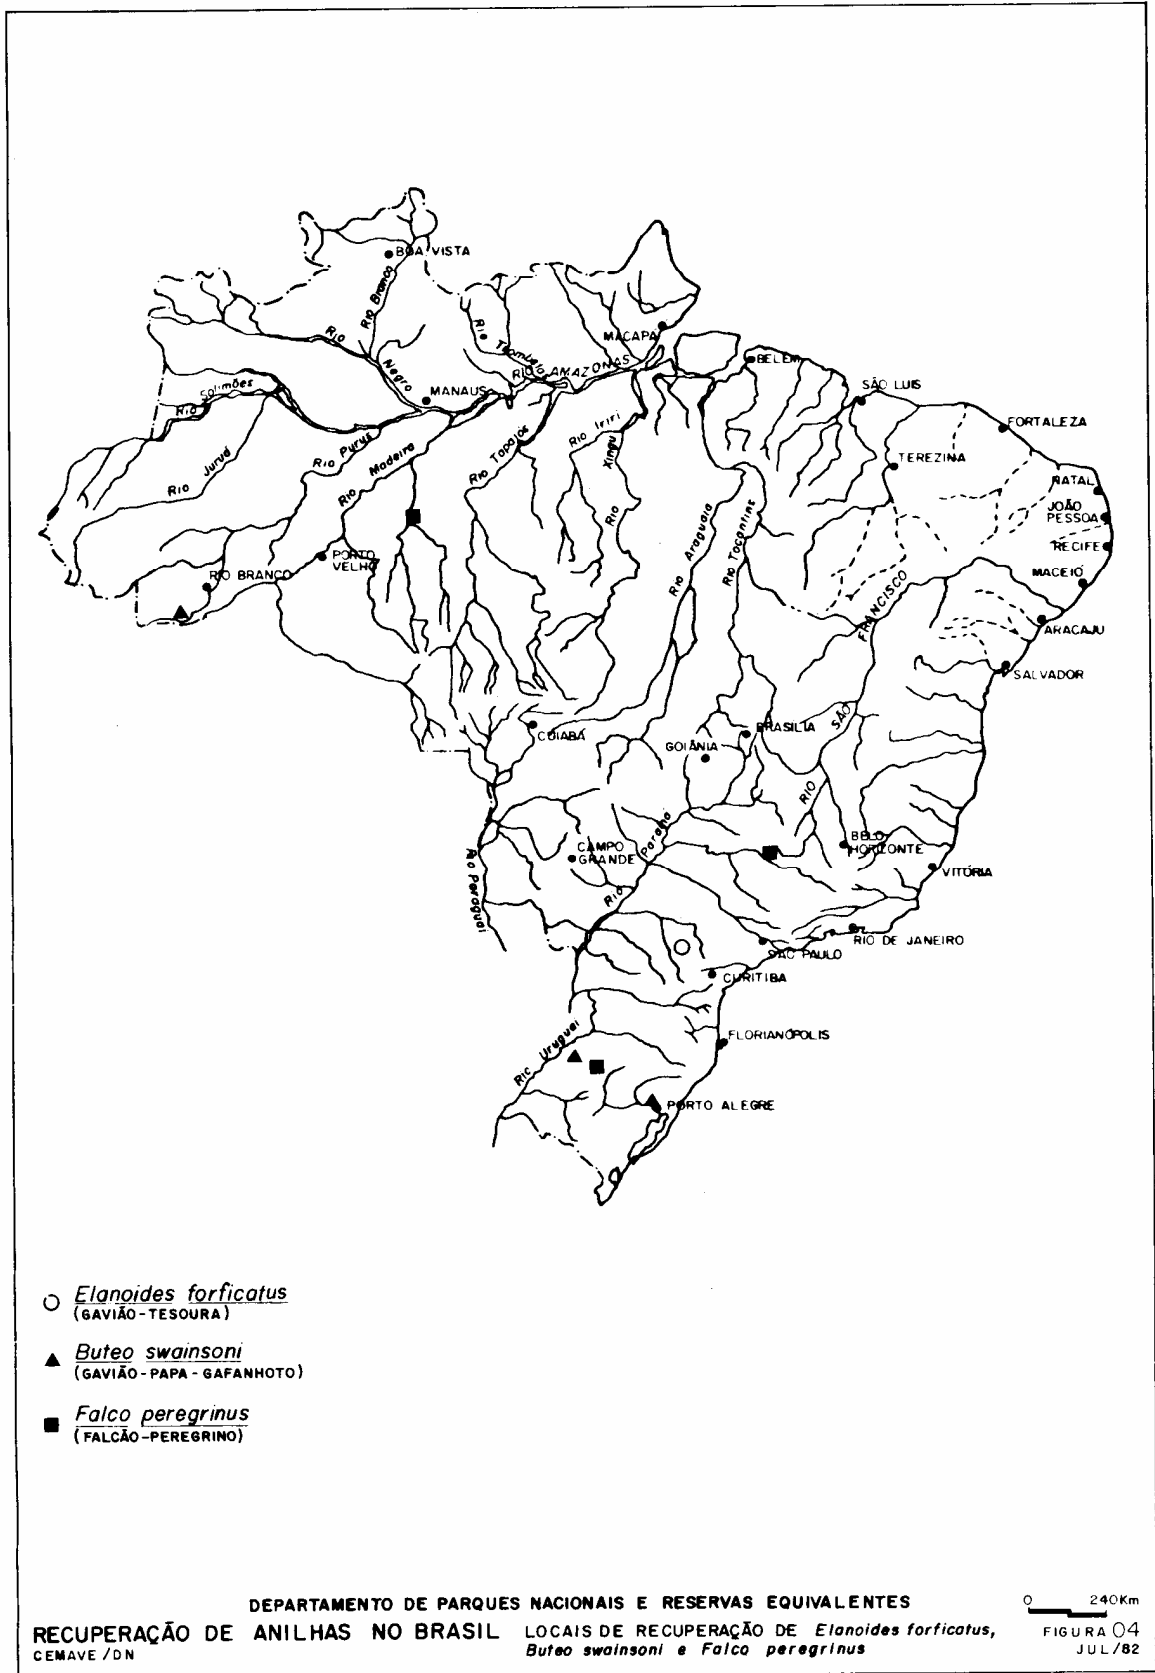 BOA VISTA
Rio Branco
Rio
Negro
Rio
Trombeta
MACAPÁ
RIO AMAZONAS
BELÉM
SÃO LUIS
FORTALEZA
Rio Solimões
MANAUS
TEREZINA
NATAL
JOÃO
PESSOA
RECIFE
MACEIÓ
ARACAJU
SALVADOR
Rio Juruá
Rio Purus
Rio Madeira
Rio Tapajós
Rio Iriri
Rio Xingu
Rio Araguaia
Rio Tocantins
RIO SÃO FRANCISCO
PORTO
VELHO
RIO BRANCO
CUIABÁ
GOIÂNIA
BRASILIA
CAMPO
GRANDE
Rio Paraná
Rio Paraguai
BELO
HORIZONTE
VITÓRIA
RIO DE JANEIRO
SÃO PAULO
CURITIBA
FLORIANÓPOLIS
Rio Uruguai
PORTO ALEGRE
Elanoides forficatus
(GAVIÃO-TESOURA)
Buteo swainsoni
(GAVIÃO-PAPA-GAFANHOTO)
Falco peregrinus
(FALCÃO-PEREGRINO)
DEPARTAMENTO DE PARQUES NACIONAIS E RESERVAS EQUIVALENTES
0 240Km
RECUPERAÇÃO DE ANILHAS NO BRASIL LOCAIS DE RECUPERAÇÃO DE Elanoides forficatus,
Buteo swainsoni e Falco peregrinus
CEMAVE/DN
FIGURA 04
JUL/82